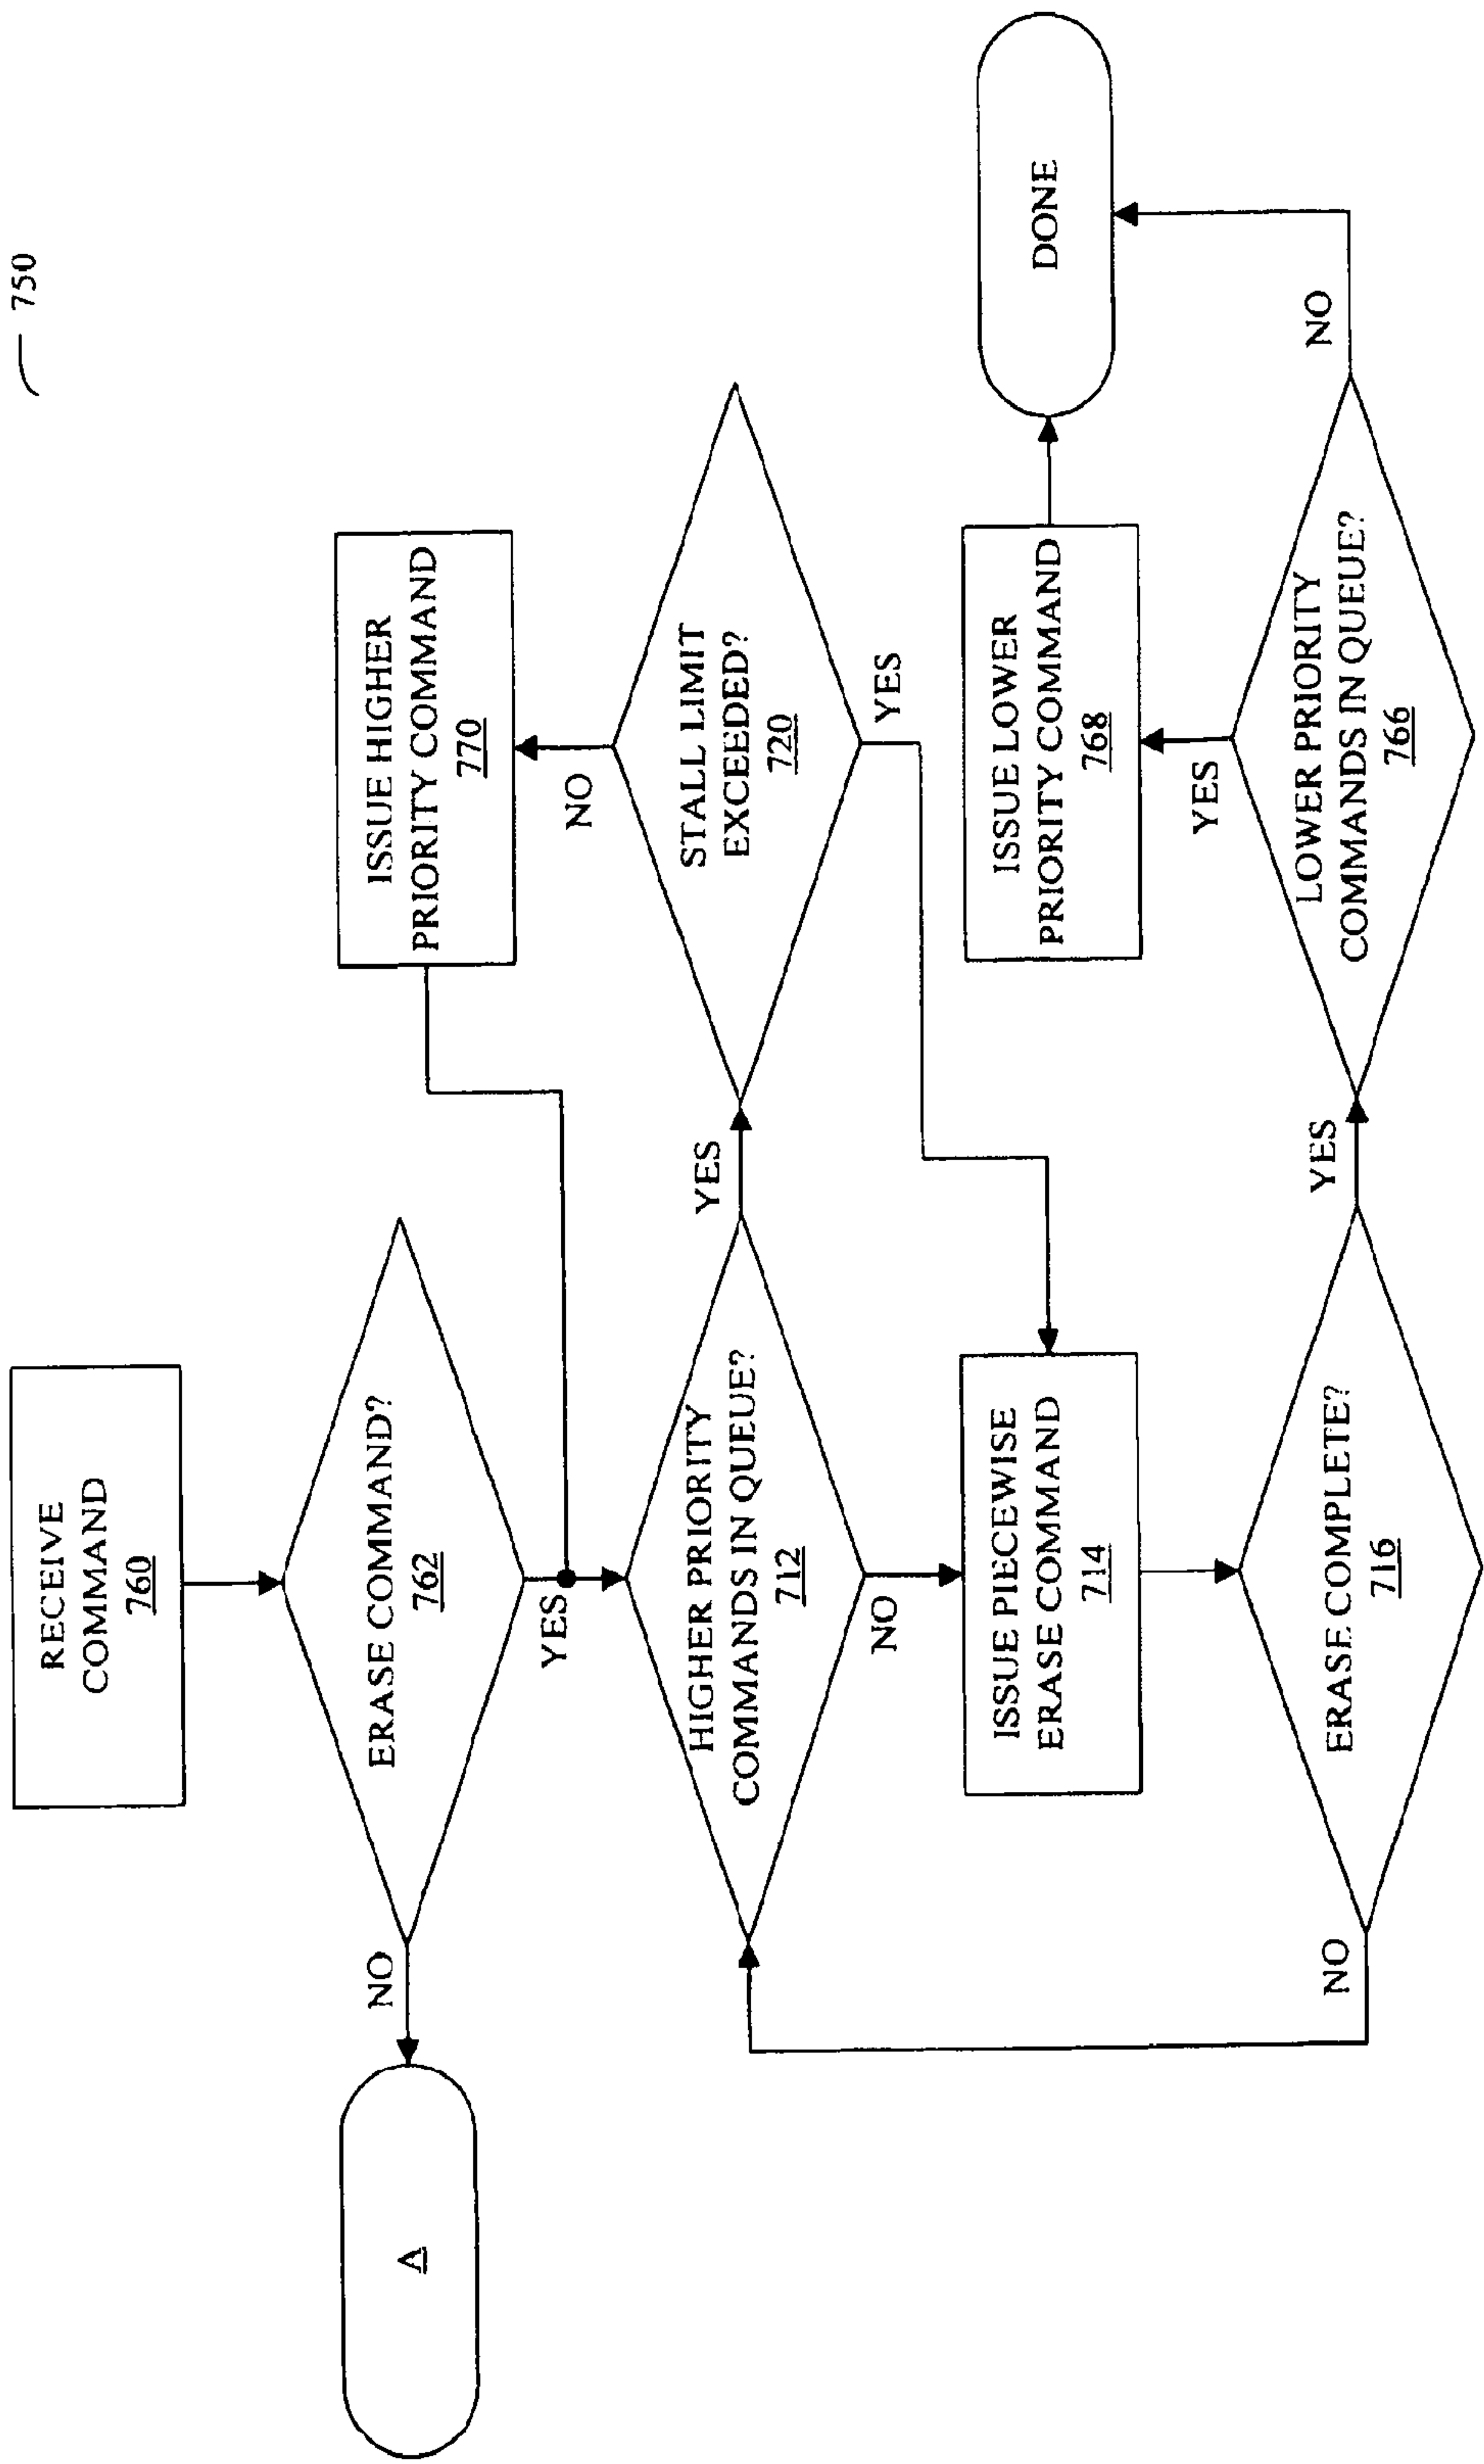 750
RECEIVE
COMMAND
760
ERASE COMMAND?
762
NO
A
YES
ISSUE HIGHER
PRIORITY COMMAND
770
HIGHER PRIORITY
COMMANDS IN QUEUE?
712
YES
STALL LIMIT
EXCEEDED?
720
NO
YES
NO
ISSUE PIECEWISE
ERASE COMMAND
714
ISSUE LOWER
PRIORITY COMMAND
768
DONE
ERASE COMPLETE?
716
NO
YES
LOWER PRIORITY
COMMANDS IN QUEUE?
766
YES
NO